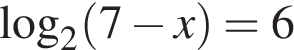 log₂(7 − x) = 6